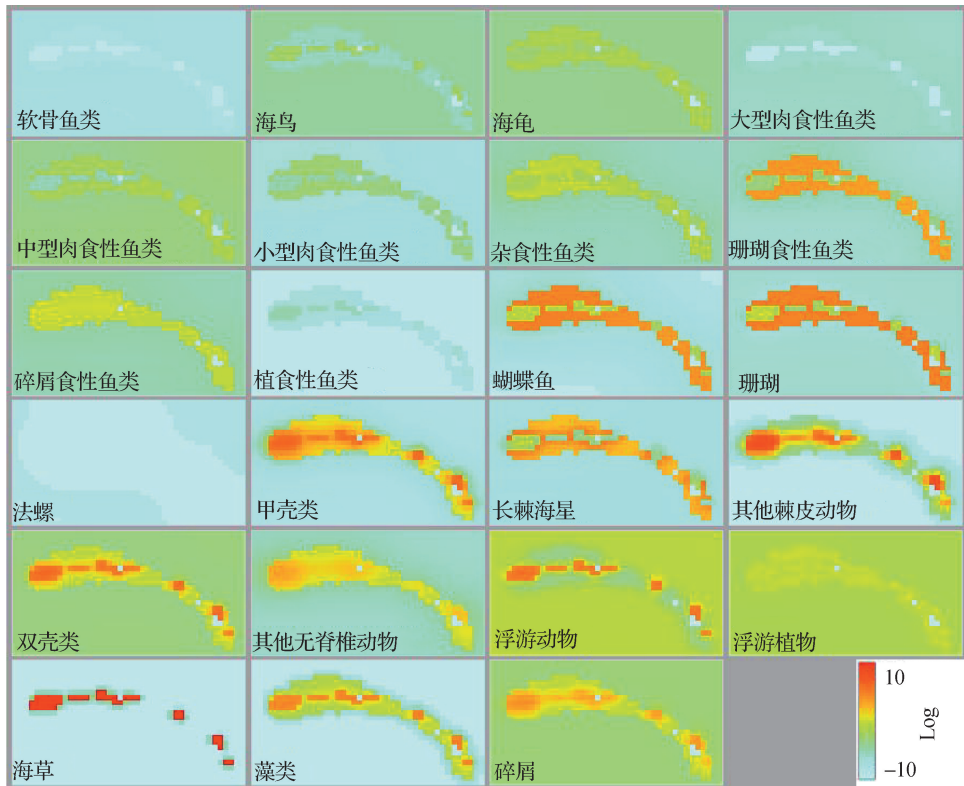 软骨鱼类
海鸟
海龟
大型肉食性鱼类
中型肉食性鱼类
小型肉食性鱼类
杂食性鱼类
珊瑚食性鱼类
碎屑食性鱼类
植食性鱼类
蝴蝶鱼
珊瑚
法螺
甲壳类
长棘海星
其他棘皮动物
双壳类
其他无脊椎动物
浮游动物
浮游植物
海草
藻类
碎屑
10
Log
−10